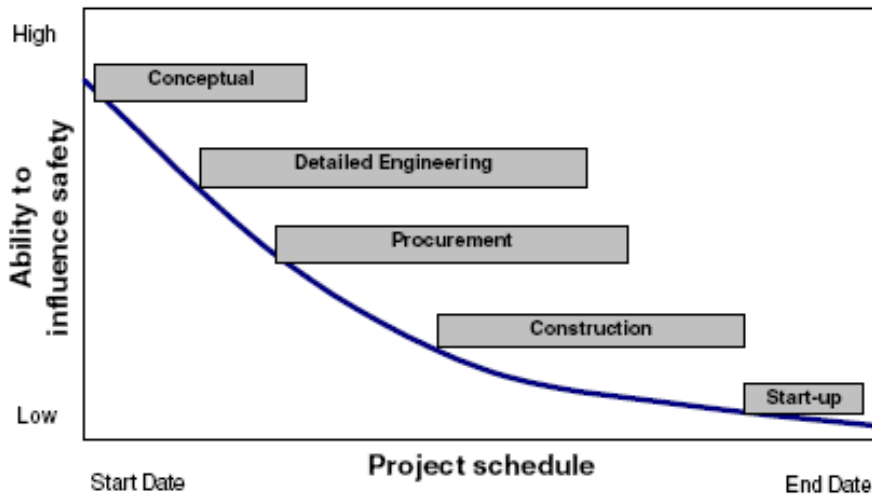 High
Conceptual
Detailed Engineering
Procurement
Construction
Start-up
Ability to
influence safety
Low
Start Date
Project schedule
End Date